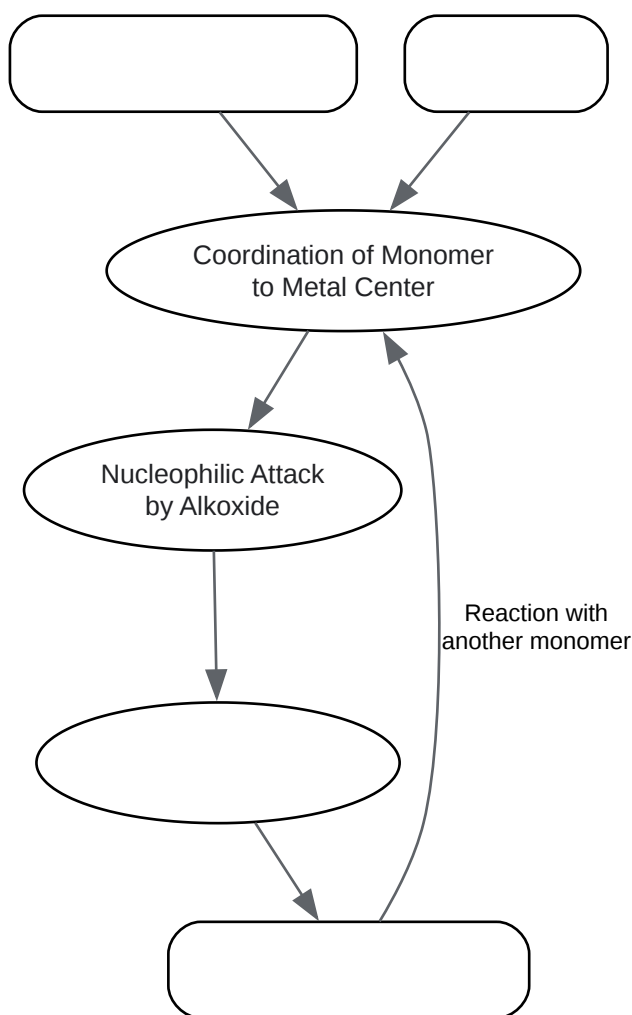 Coordination of Monomer
to Metal Center
Nucleophilic Attack
by Alkoxide
Reaction with
another monomer